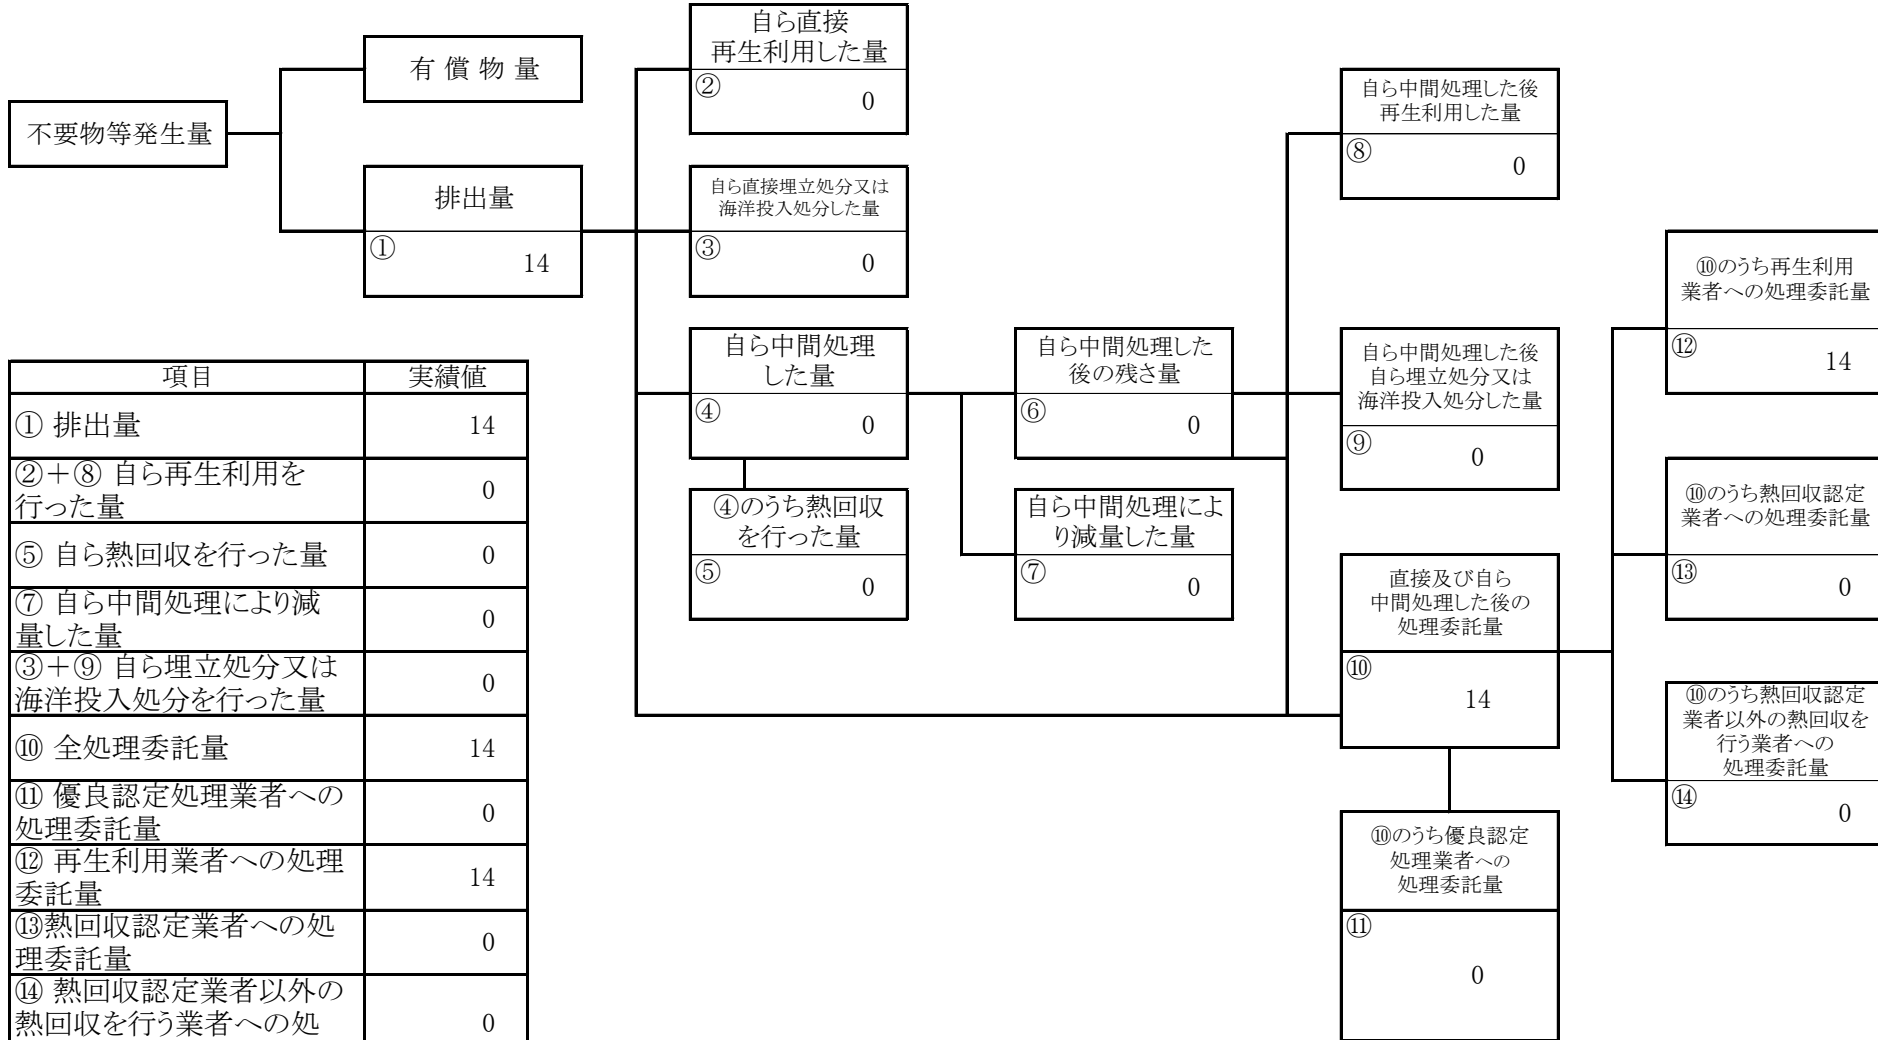 不要物等発生量
有 償 物 量
排出量
①
14
自ら直接
再生利用した量
②
0
自ら直接埋立処分又は
海洋投入処分した量
③
0
自ら中間処理
した量
④
0
④のうち熱回収
を行った量
⑤
0
自ら中間処理した
後の残さ量
⑥
0
自ら中間処理によ
り減量した量
⑦
0
自ら中間処理した後
再生利用した量
⑧
0
自ら中間処理した後
自ら埋立処分又は
海洋投入処分した量
⑨
0
直接及び自ら
中間処理した後の
処理委託量
⑩
14
⑩のうち優良認定
処理業者への
処理委託量
⑪
0
⑩のうち再生利用
業者への処理委託量
⑫
14
⑩のうち熱回収認定
業者への処理委託量
⑬
0
⑩のうち熱回収認定
業者以外の熱回収を
行う業者への
処理委託量
⑭
0
項目 実績値
① 排出量 14
②+⑧ 自ら再生利用を
行った量 0
⑤ 自ら熱回収を行った量 0
⑦ 自ら中間処理により減
量した量 0
③+⑨ 自ら埋立処分又は
海洋投入処分を行った量 0
⑩ 全処理委託量 14
⑪ 優良認定処理業者への
処理委託量 0
⑫ 再生利用業者への処理
委託量 14
⑬熱回収認定業者への処
理委託量 0
⑭ 熱回収認定業者以外の
熱回収を行う業者への処 0